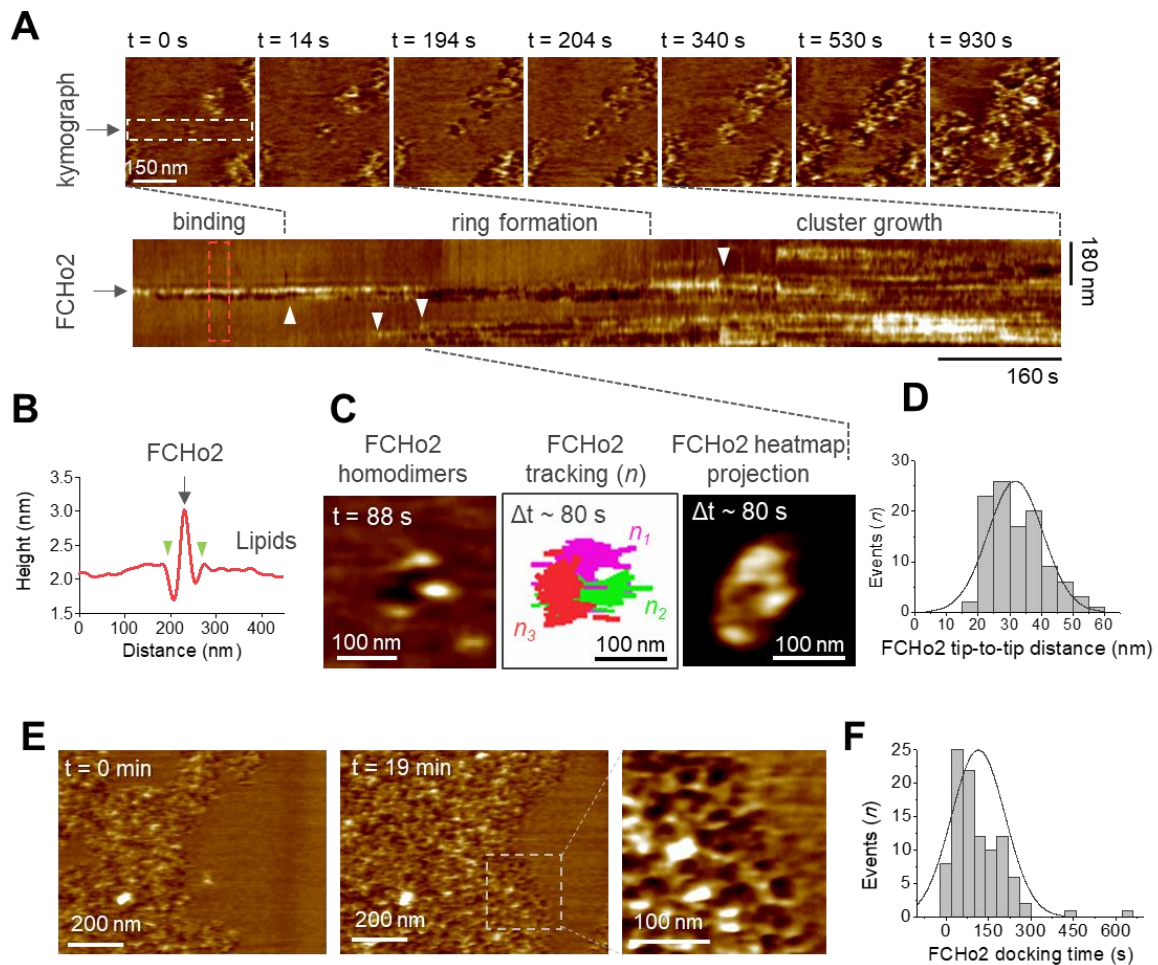 A
t = 0 s t = 14 s t = 194 s t = 204 s t = 340 s t = 530 s t = 930 s
kymograph
150 nm
binding ring formation cluster growth
FCHo2
180 nm
160 s
B
FCHo2
Height (nm)
3.5
3.0
2.5
2.0
1.5
Lipids
0 100 200 300 400
Distance (nm)
C
FCHo2 homodimers
t = 88 s
100 nm
FCHo2 tracking (n)
Δt ~ 80 s
n1
n2
n3
100 nm
FCHo2 heatmap projection
Δt ~ 80 s
100 nm
D
Events (n)
30
20
10
0
0 10 20 30 40 50 60
FCHo2 tip-to-tip distance (nm)
E
t = 0 min
200 nm
t = 19 min
200 nm
100 nm
F
Events (n)
25
20
15
10
5
0
0 150 300 450 600
FCHo2 docking time (s)